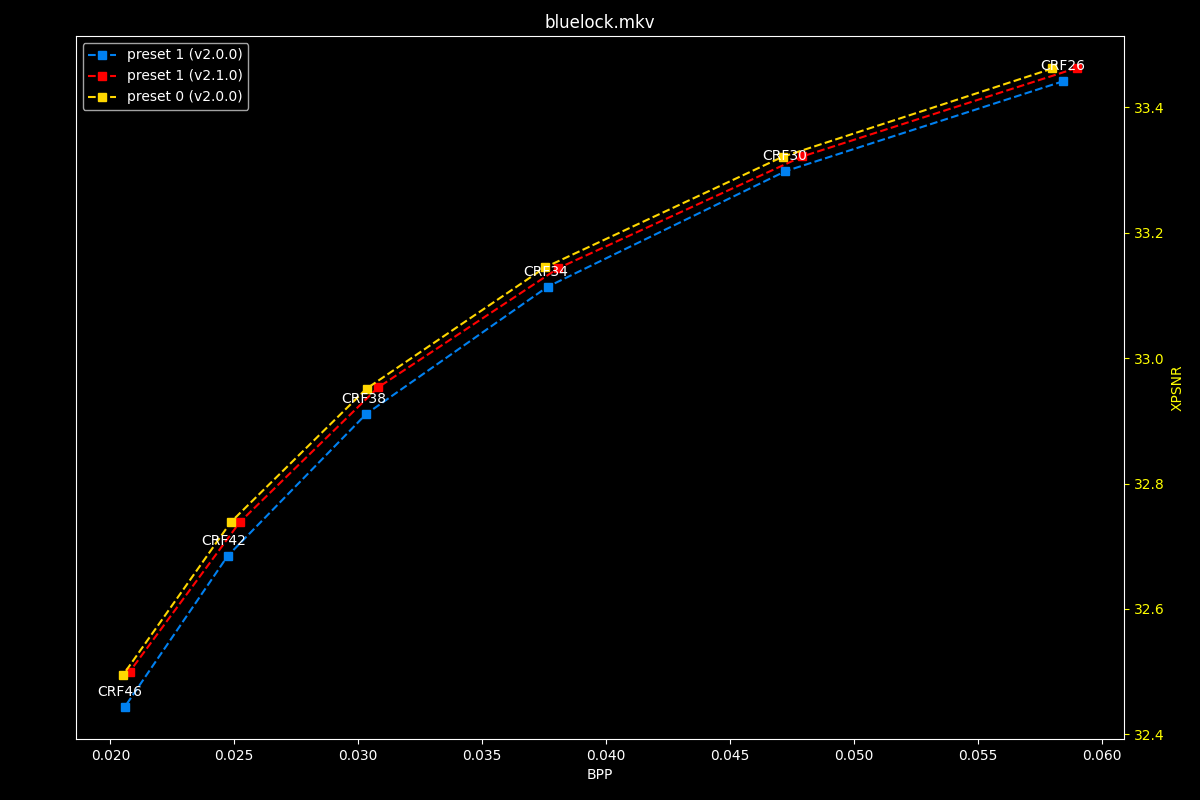 bluelock.mkv
preset 1 (v2.0.0)
preset 1 (v2.1.0)
preset 0 (v2.0.0)
CRF26
CRF30
CRF34
CRF38
CRF42
CRF46
33.4
33.2
33.0
32.8
32.6
32.4
XPSNR
0.020 0.025 0.030 0.035 0.040 0.045 0.050 0.055 0.060
BPP